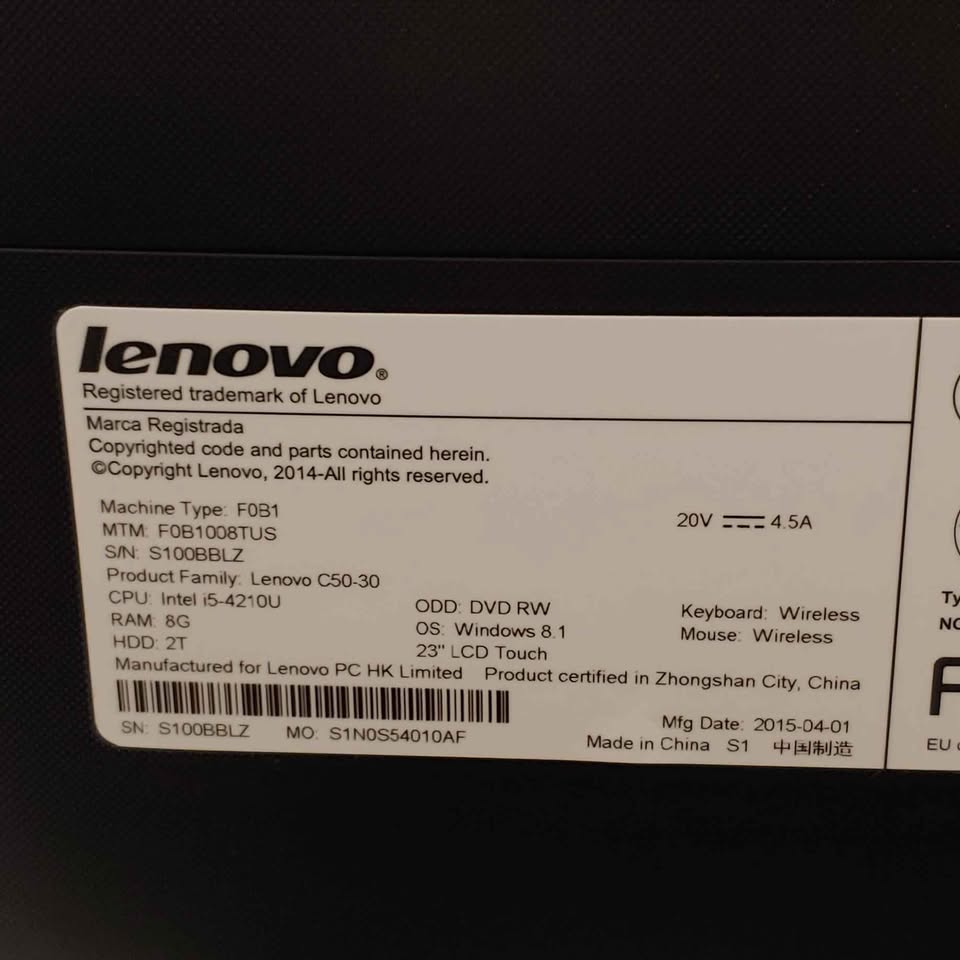 lenovo®
Registered trademark of Lenovo
Marca Registrada
Copyrighted code and parts contained herein.
©Copyright Lenovo, 2014-All rights reserved.
Machine Type: F0B1
MTM: F0B1008TUS
S/N: S100BBLZ
Product Family: Lenovo C50-30
CPU: Intel i5-4210U
RAM: 8G
HDD: 2T
20V 4.5A
ODD: DVD RW
OS: Windows 8.1
23" LCD Touch
Keyboard: Wireless
Mouse: Wireless
Manufactured for Lenovo PC HK Limited Product certified in Zhongshan City, China
SN: S100BBLZ MO: S1N0S54010AF
Mfg Date: 2015-04-01
Made in China S1 中国制造
EU